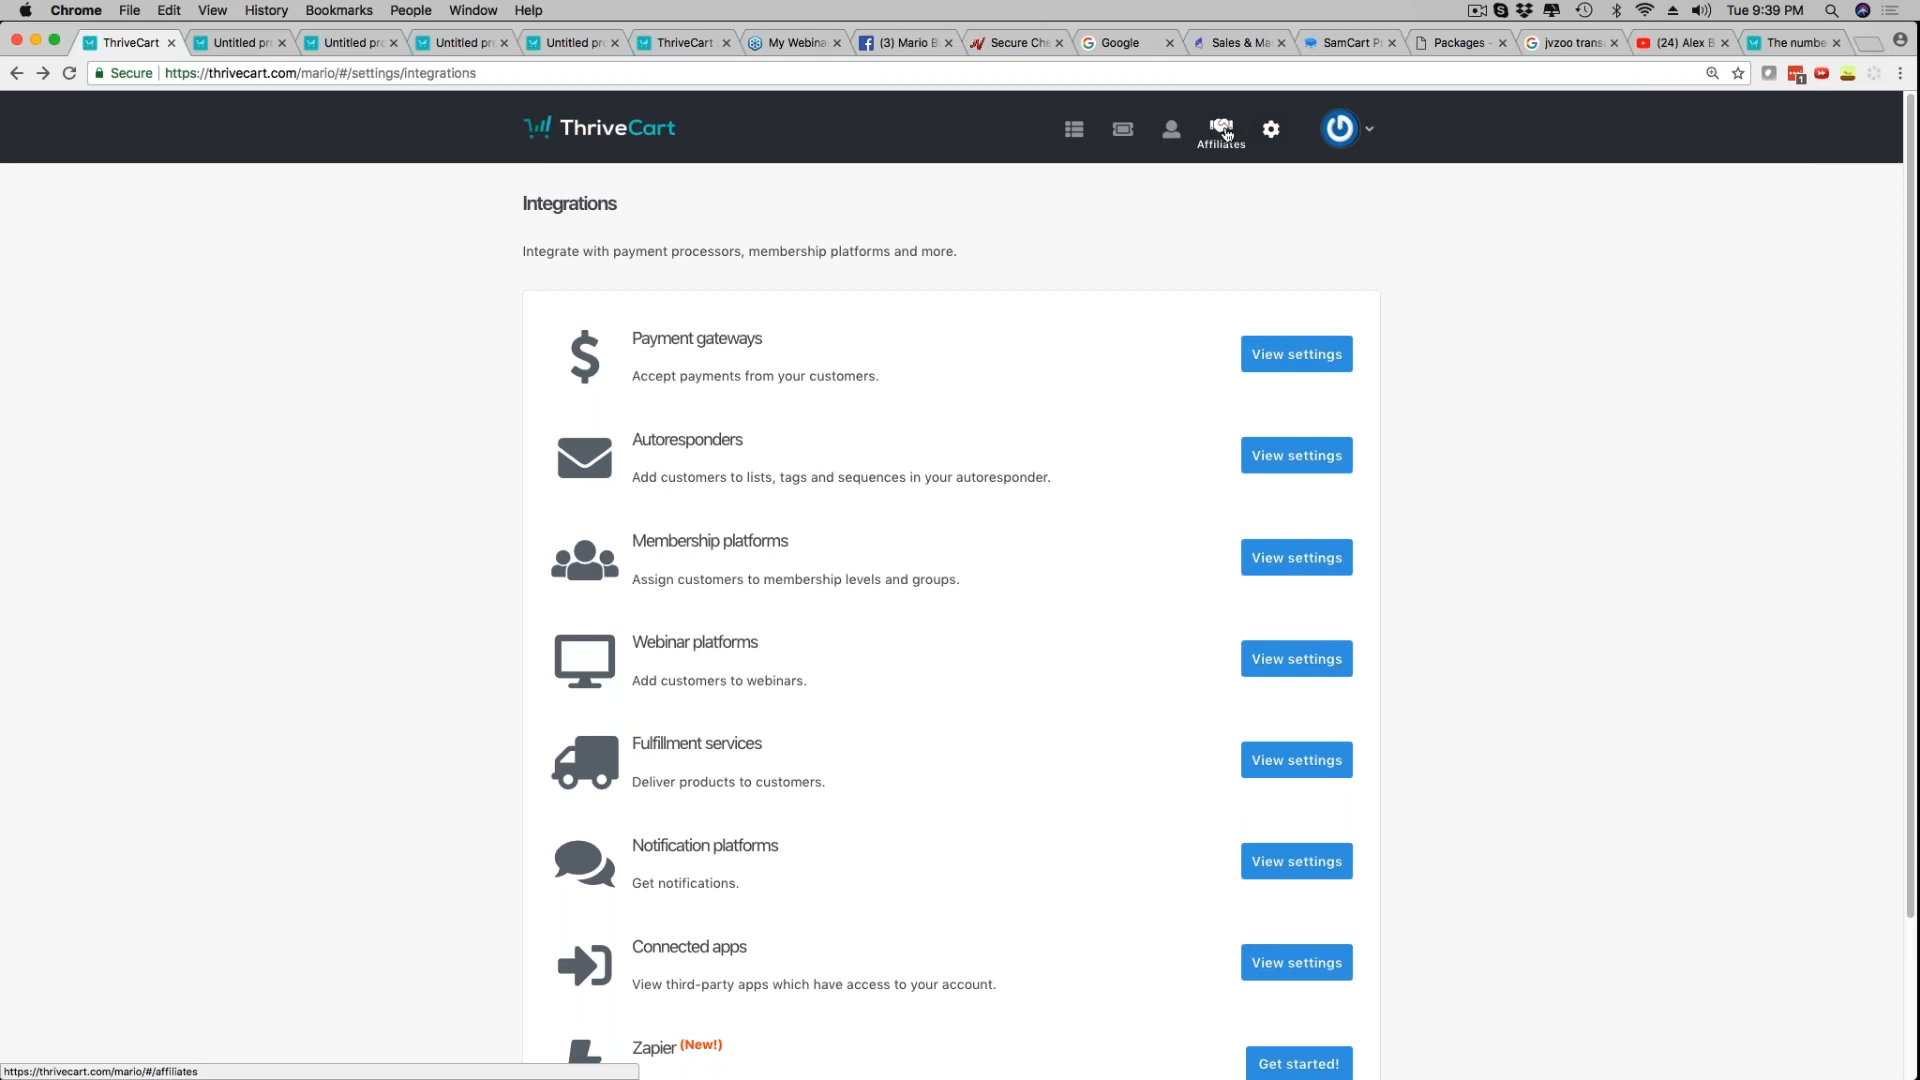 Chrome File Edit View History Bookmarks People Window Help Tue 9:39 PM
ThriveCart Untitled pr Untitled pr Untitled pr Untitled pr ThriveCart My Webina (3) Mario B Secure Che Google Sales & Ma SamCart P Packages - jvzoo trans (24) Alex B The numbe
Secure https://thrivecart.com/mario/#/settings/integrations 1
ThriveCart
Affiliates
Integrations
Integrate with payment processors, membership platforms and more.
Payment gateways
View settings
Accept payments from your customers.
Autoresponders
View settings
Add customers to lists, tags and sequences in your autoresponder.
Membership platforms
View settings
Assign customers to membership levels and groups.
Webinar platforms
View settings
Add customers to webinars.
Fulfillment services
View settings
Deliver products to customers.
Notification platforms
View settings
Get notifications.
Connected apps
View settings
View third-party apps which have access to your account.
Zapier (New!)
Get started!
https://thrivecart.com/mario/#/affiliates